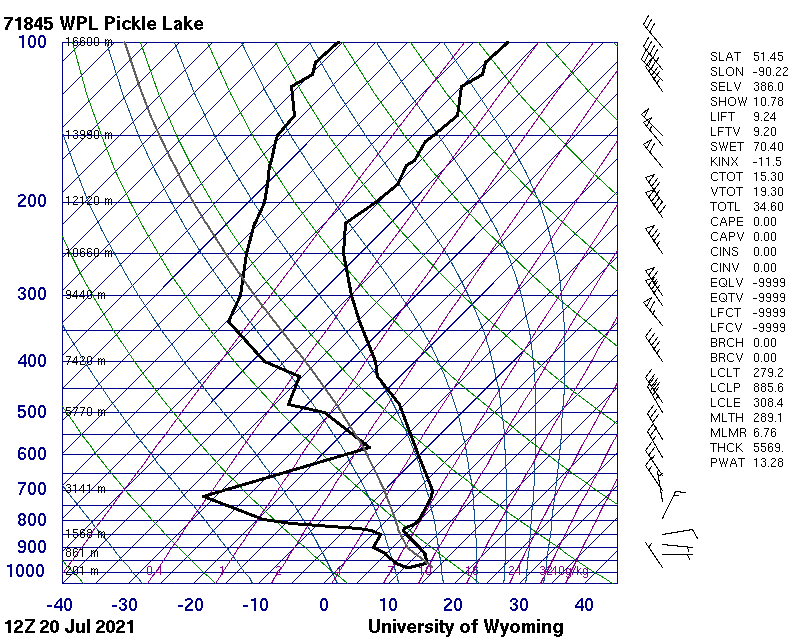 71845 WPL Pickle Lake
100 16600 m
13990 m
200 12120 m
10660 m
300 9440 m
400 7420 m
500 5770 m
600
700 3141 m
800
1568 m
900
861 m
1000 201 m 0.4 1 2 4 7 10 16 24 32 40g/kg
-40 -30 -20 -10 0 10 20 30 40
12Z 20 Jul 2021 University of Wyoming
SLAT 51.45
SLON -90.22
SELV 386.0
SHOW 10.78
LIFT 9.24
LFTV 9.20
SWET 70.40
KINX -11.5
CTOT 15.30
VTOT 19.30
TOTL 34.60
CAPE 0.00
CAPV 0.00
CINS 0.00
CINV 0.00
EQLV -9999
EQTV -9999
LFCT -9999
LFCV -9999
BRCH 0.00
BRCV 0.00
LCLT 279.2
LCLP 885.6
LCLE 308.4
MLTH 289.1
MLMR 6.76
THCK 5569.
PWAT 13.28